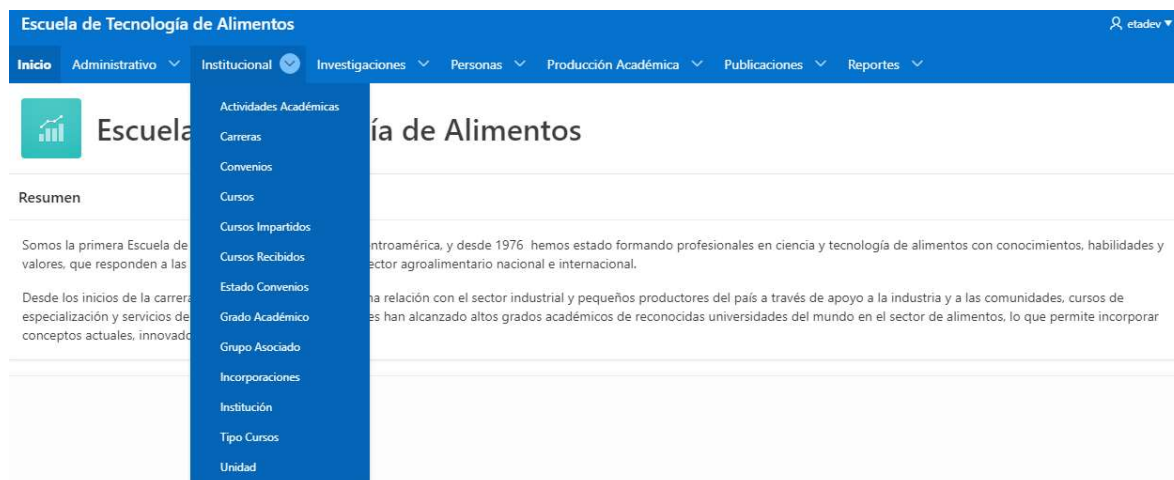 Escuela de Tecnología de Alimentos
etadev
Inicio Administrativo Institucional Investigaciones Personas Producción Académica Publicaciones Reportes
Actividades Académicas
Carreras
Convenios
Cursos
Cursos Impartidos
Cursos Recibidos
Estado Convenios
Grado Académico
Grupo Asociado
Incorporaciones
Institución
Tipo Cursos
Unidad
Escuela ía de Alimentos
Resumen
Somos la primera Escuela de ntroamérica, y desde 1976 hemos estado formando profesionales en ciencia y tecnología de alimentos con conocimientos, habilidades y
valores, que responden a las ector agroalimentario nacional e internacional.
Desde los inicios de la carrera na relación con el sector industrial y pequeños productores del país a través de apoyo a la industria y a las comunidades, cursos de
especialización y servicios de es han alcanzado altos grados académicos de reconocidas universidades del mundo en el sector de alimentos, lo que permite incorporar
conceptos actuales, innovado